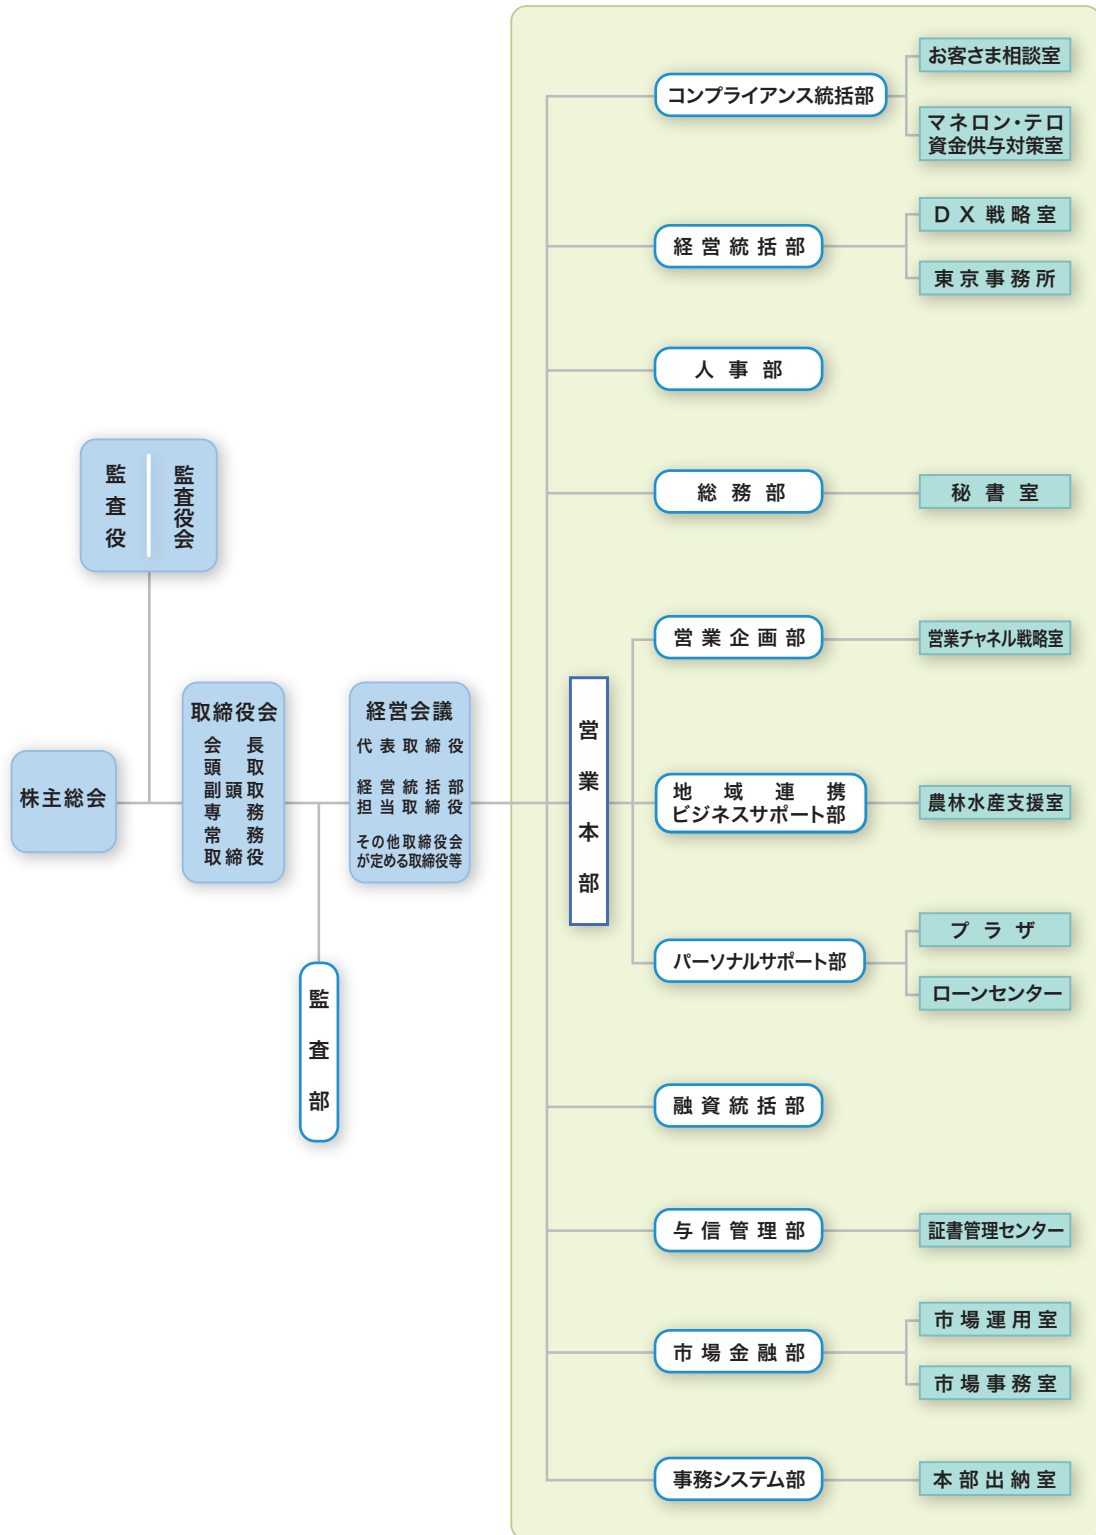 株主総会
監査役
監査役会
取締役会
会長
頭取
副頭取
専務
常務
取締役
監査部
経営会議
代表取締役
経営統括部
担当取締役
その他取締役会
が定める取締役等
コンプライアンス統括部
お客さま相談室
マネロン・テロ
資金供与対策室
経営統括部
DX戦略室
東京事務所
人事部
総務部
秘書室
営業本部
営業企画部
営業チャネル戦略室
地域連携
ビジネスサポート部
農林水産支援室
パーソナルサポート部
プラザ
ローンセンター
融資統括部
与信管理部
証書管理センター
市場金融部
市場運用室
市場事務室
事務システム部
本部出納室